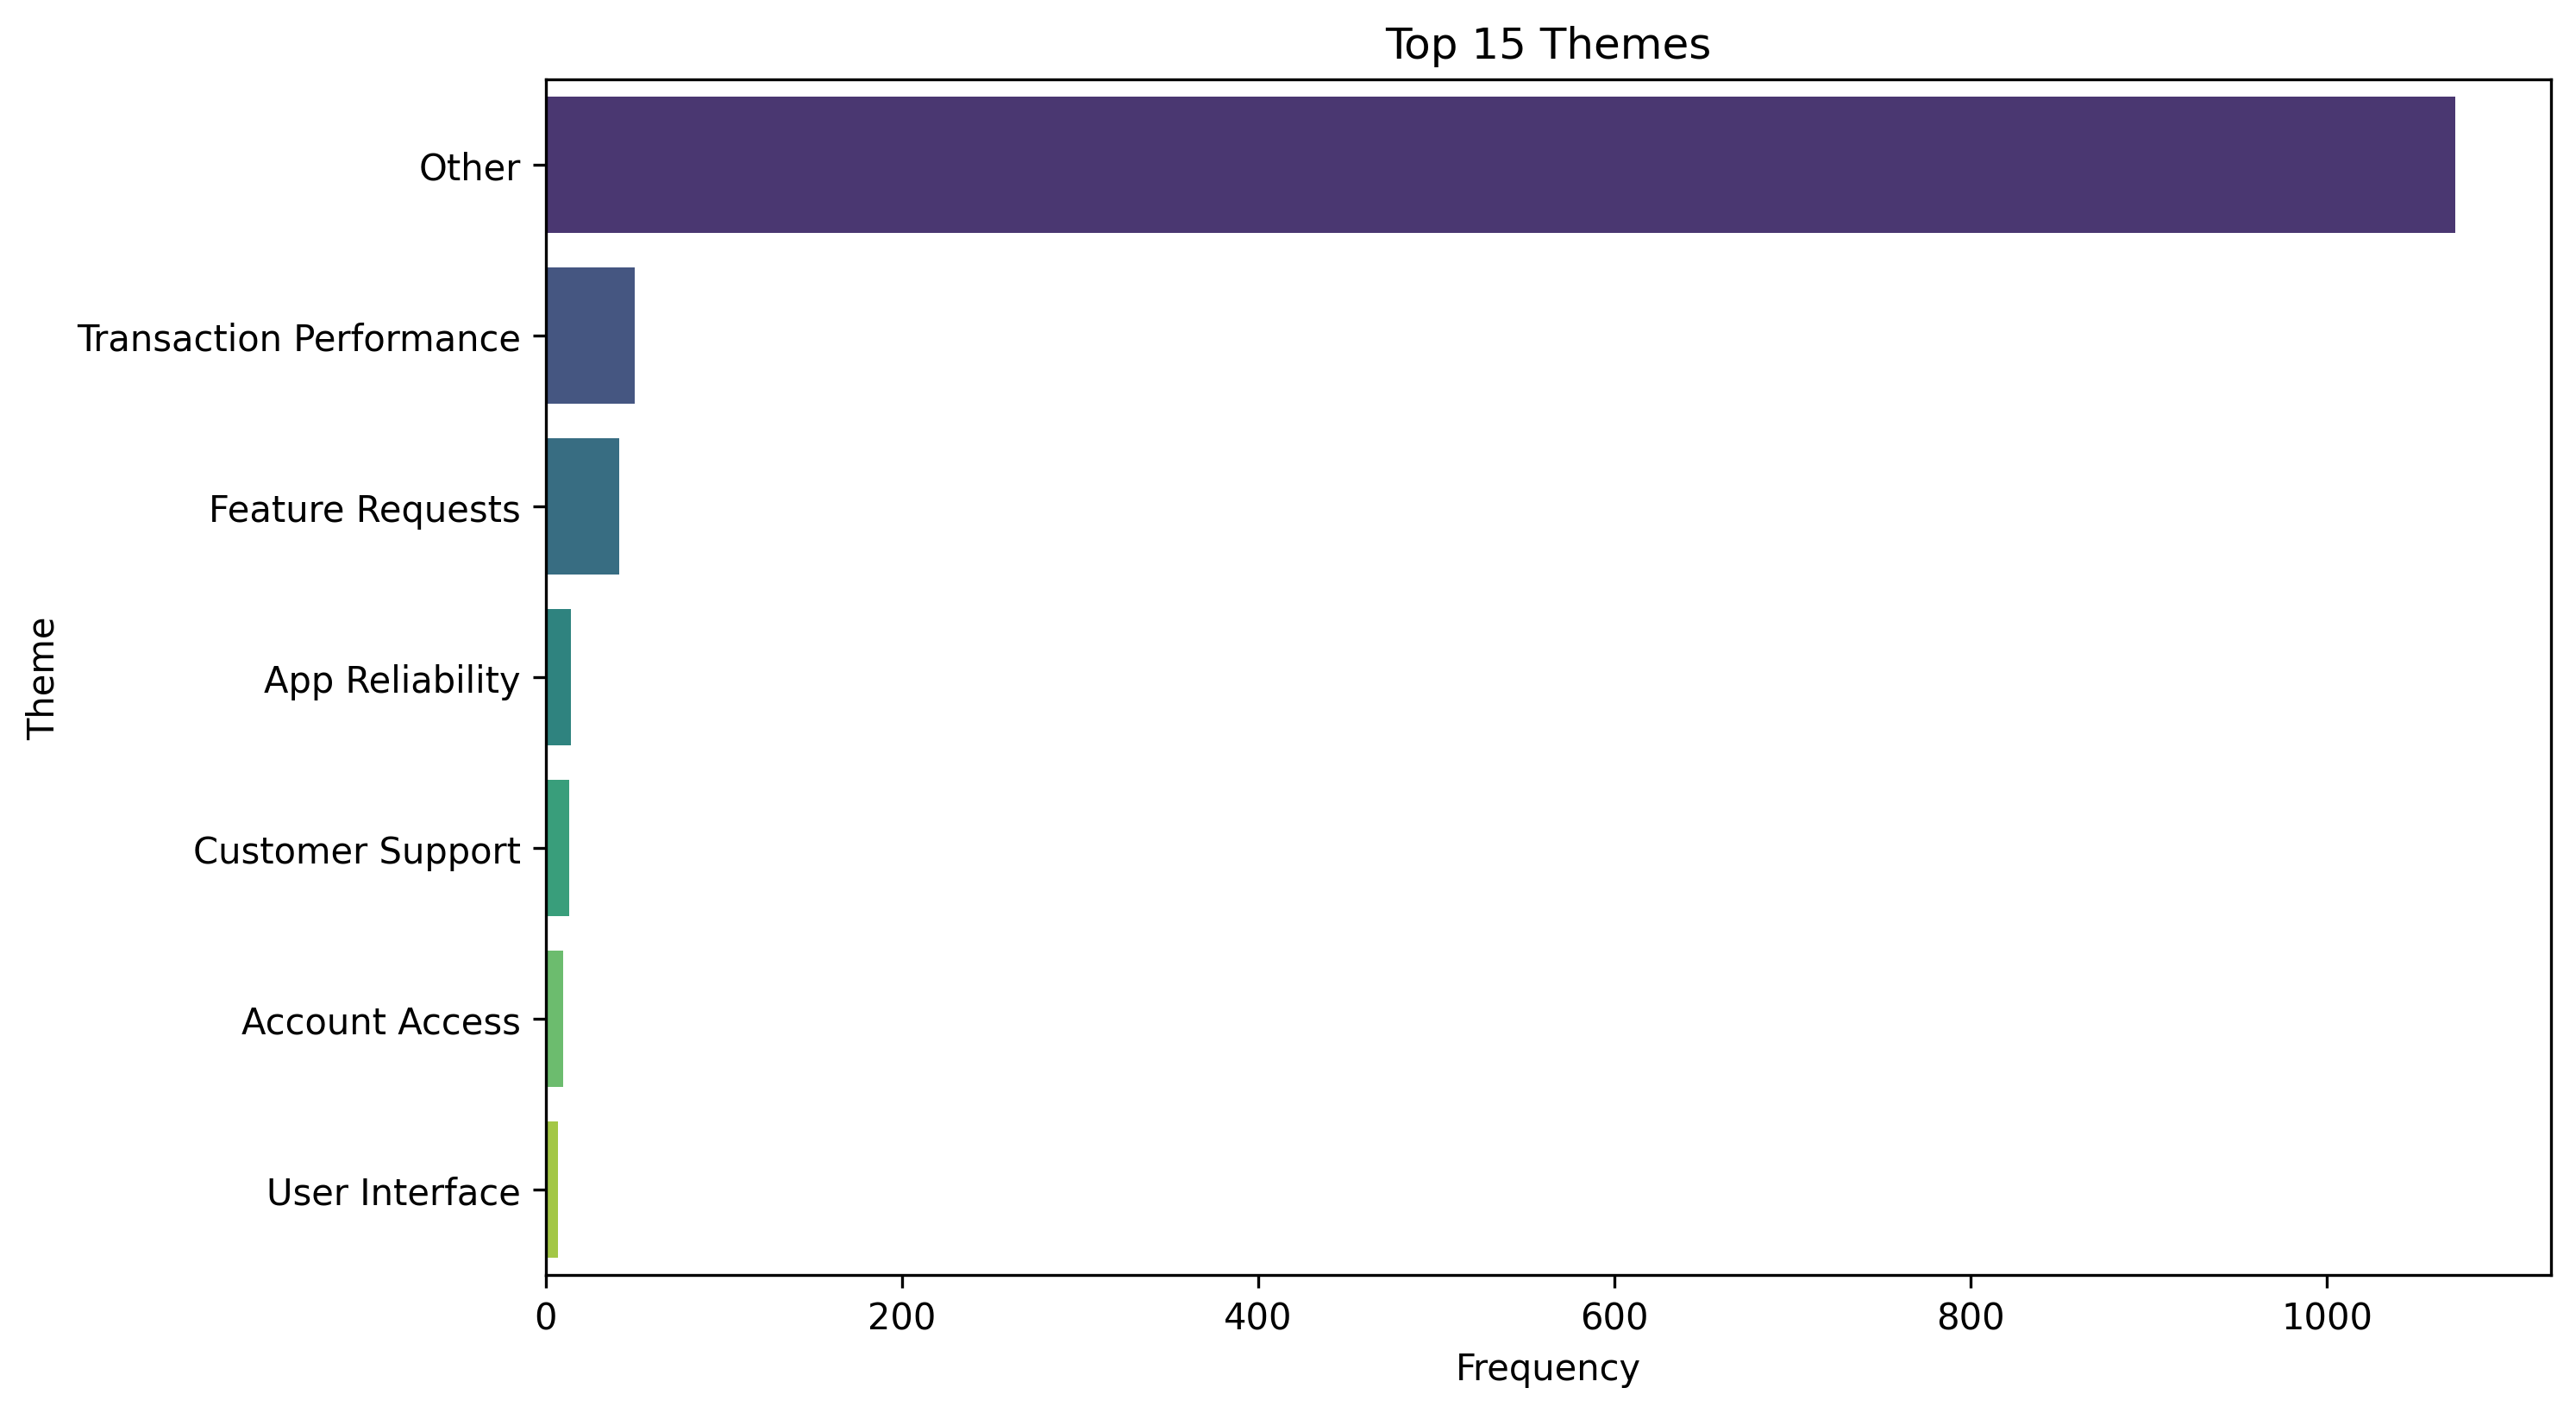 Top 15 Themes
Other
Transaction Performance
Feature Requests
App Reliability
Customer Support
Account Access
User Interface
Theme
0 200 400 600 800 1000
Frequency